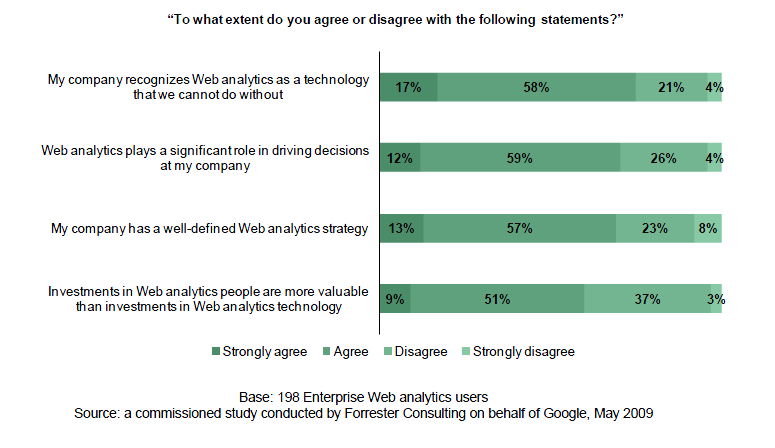 “To what extent do you agree or disagree with the following statements?”
My company recognizes Web analytics as a technology
that we cannot do without
17% 58% 21% 4%
Web analytics plays a significant role in driving decisions
at my company
12% 59% 26% 4%
My company has a well-defined Web analytics strategy
13% 57% 23% 8%
Investments in Web analytics people are more valuable
than investments in Web analytics technology
9% 51% 37% 3%
Strongly agree Agree Disagree Strongly disagree
Base: 198 Enterprise Web analytics users
Source: a commissioned study conducted by Forrester Consulting on behalf of Google, May 2009